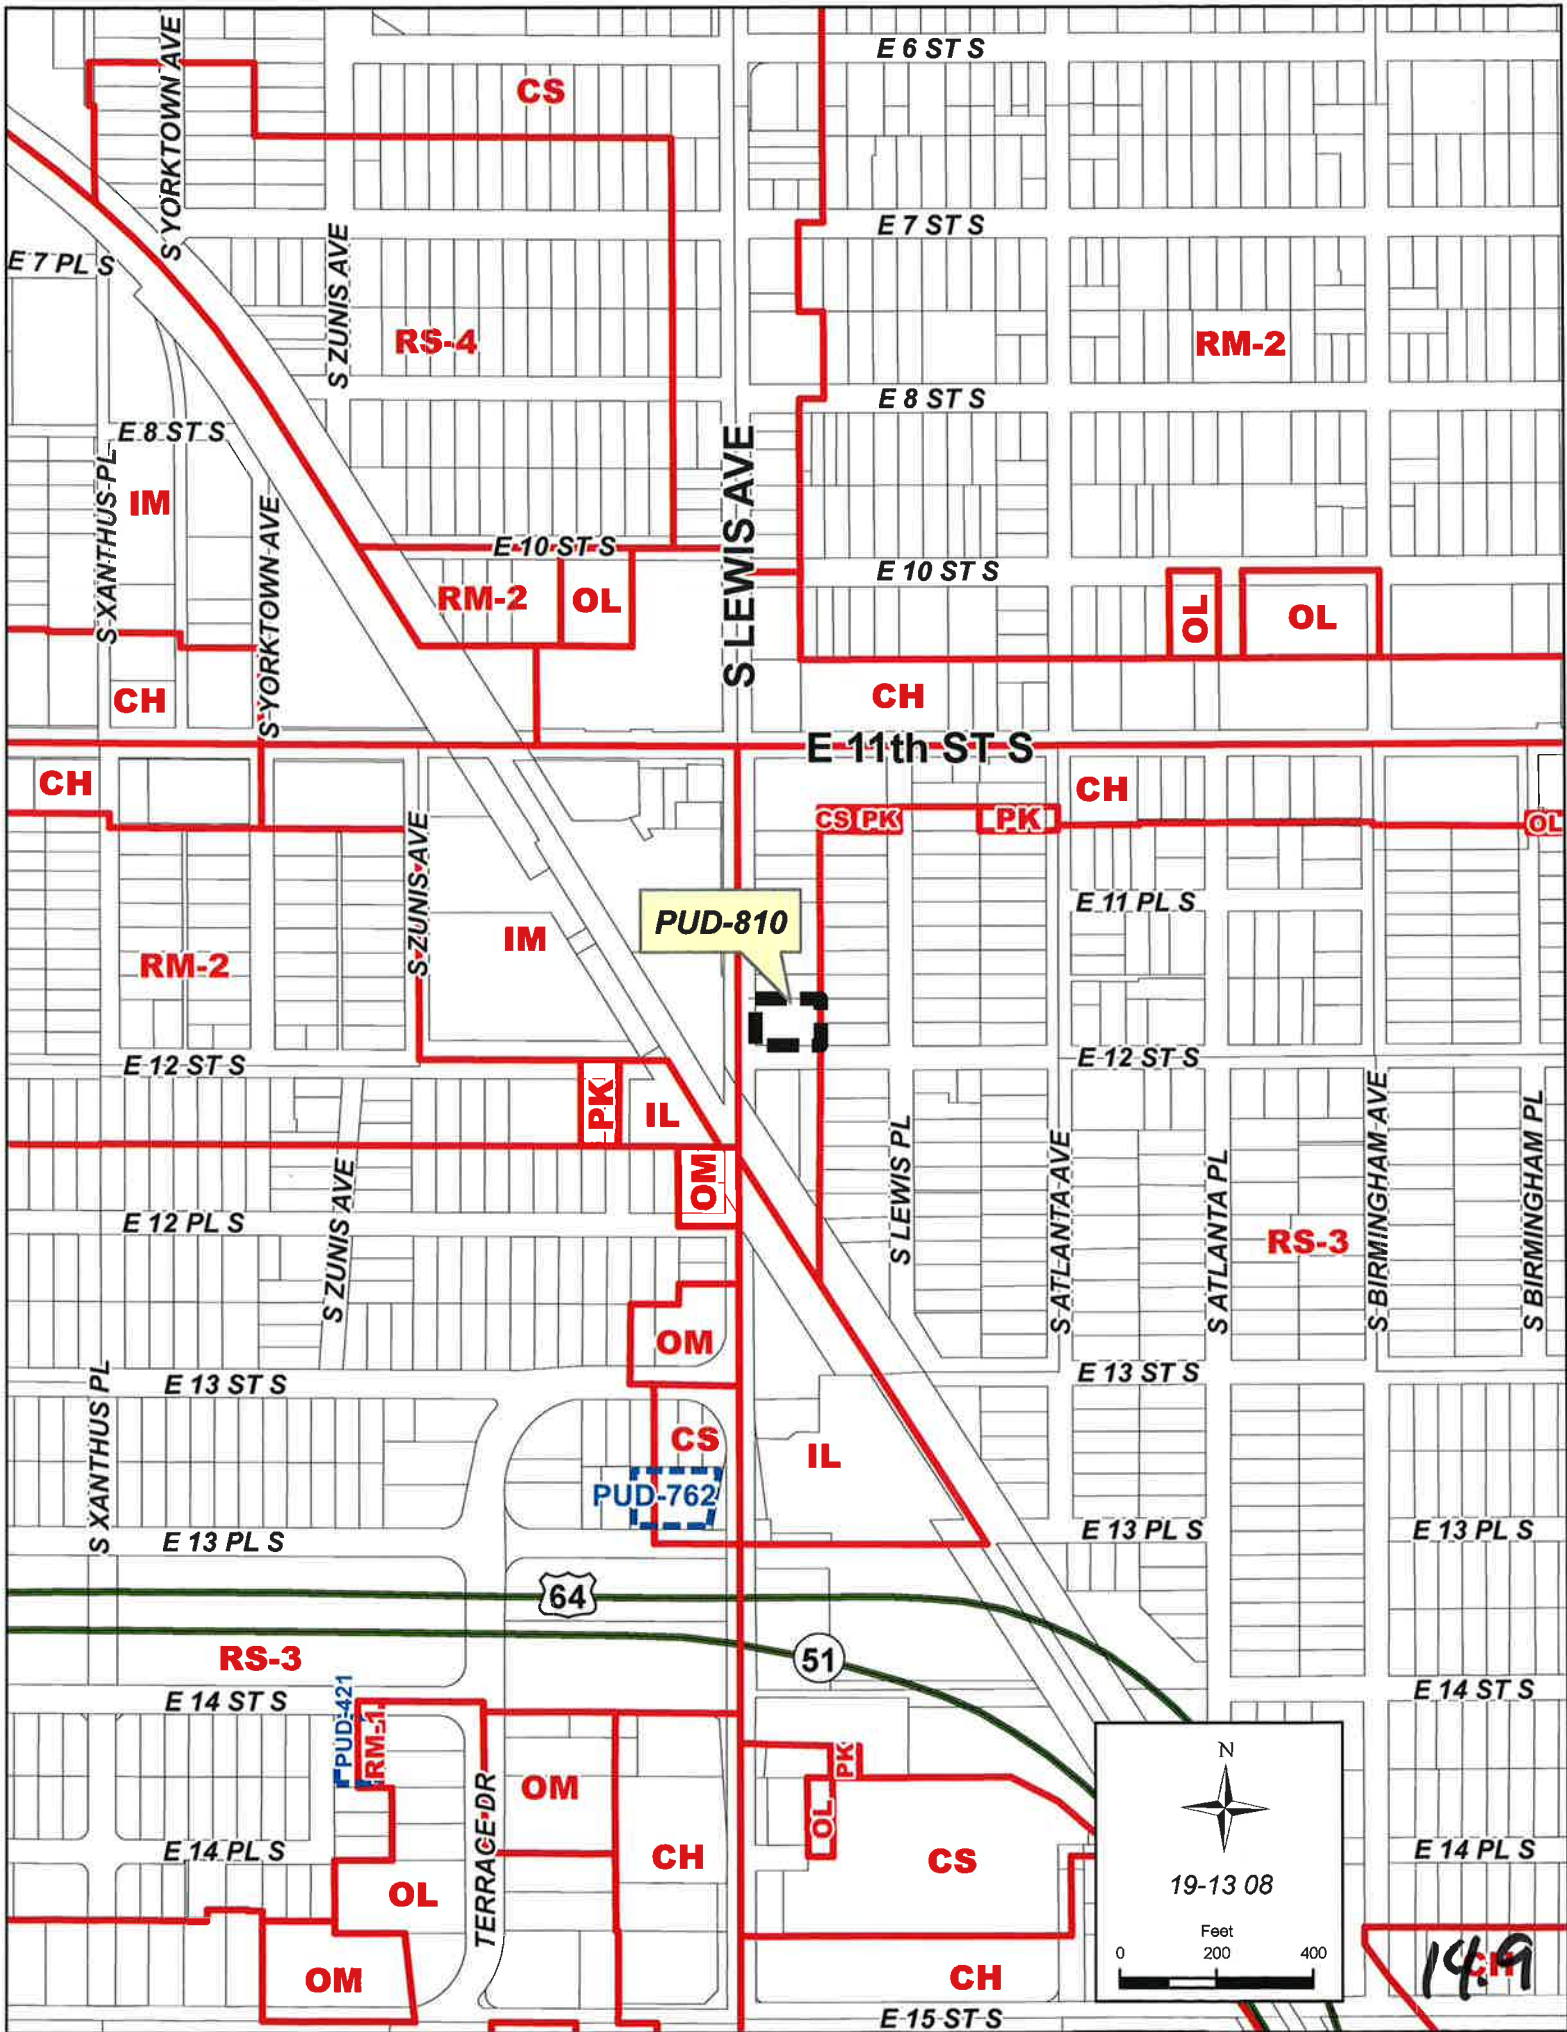 S YORKTOWN AVE
E 6 ST S
CS
E 7 ST S
E 7 PL S
S ZUNIS AVE
RS-4
RM-2
E 8 ST S
E 8 ST S
S LEWIS AVE
S XANTHUS PL
IM
S YORKTOWN AVE
E 10 ST S
E 10 ST S
RM-2
OL
OL
OL
CH
CH
E 11th ST S
CH
CH
CS
PK
PK
OL
S ZUNIS AVE
E 11 PL S
PUD-810
IM
RM-2
E 12 ST S
E 12 ST S
PK
IL
OM
S LEWIS PL
S ATLANTA AVE
S ATLANTA PL
S BIRMINGHAM AVE
S BIRMINGHAM PL
E 12 PL S
S ZUNIS AVE
RS-3
OM
E 13 ST S
E 13 ST S
S XANTHUS PL
CS
IL
PUD-762
E 13 PL S
E 13 PL S
E 13 PL S
64
51
RS-3
E 14 ST S
E 14 ST S
PUD-421
RM-1
TERRACE DR
OM
PK
OL
CH
CS
E 14 PL S
E 14 PL S
OL
OM
CH
E 15 ST S
N
19-13 08
Feet
0 200 400
CH
14.9